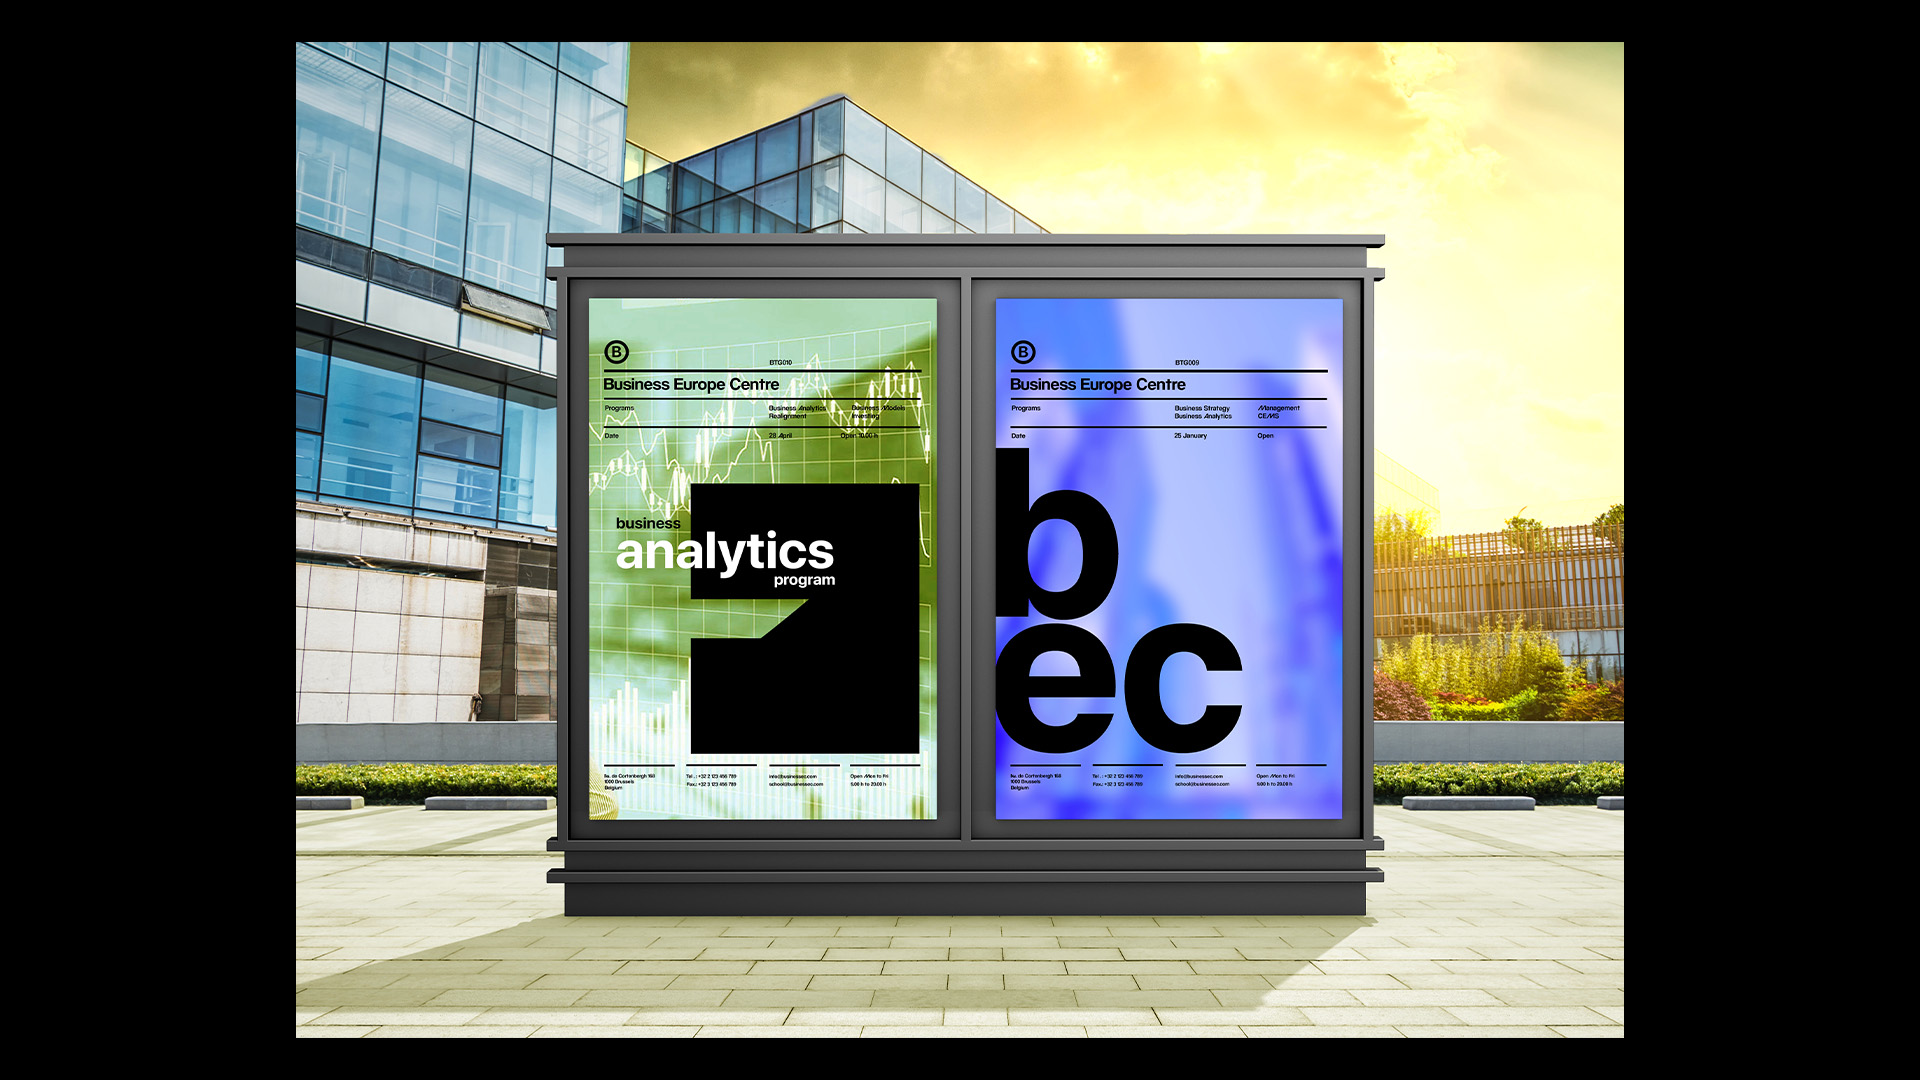 B
BTG010
Business Europe Centre
Programs
Business Analytics
Realignment
Business Models
Investing
Date
28 April
Open 10.00 h
business
analytics
program
Av. de Cortenbergh 168
1000 Brussels
Belgium
Tel.: +32 2 123 456 789
Fax.: +32 3 123 456 789
info@businessec.com
school@businessec.com
Open Mon to Fri
9.00 h to 20.00 h
B
BTG009
Business Europe Centre
Programs
Business Strategy
Business Analytics
Management
CEMS
Date
25 January
Open
b
ec
Av. de Cortenbergh 168
1000 Brussels
Belgium
Tel.: +32 2 123 456 789
Fax.: +32 3 123 456 789
info@businessec.com
school@businessec.com
Open Mon to Fri
9.00 h to 20.00 h